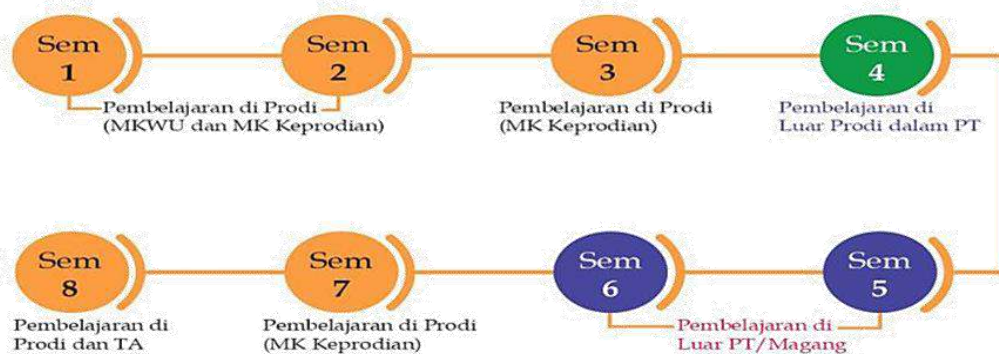 Sem
1
Sem
2
Sem
3
Sem
4
Pembelajaran di Prodi
(MKWU dan MK Keprodian)
Pembelajaran di Prodi
(MK Keprodian)
Pembelajaran di
Luar Prodi dalam PT
Sem
8
Sem
7
Sem
6
Sem
5
Pembelajaran di
Prodi dan TA
Pembelajaran di Prodi
(MK Keprodian)
Pembelajaran di
Luar PT/Magang